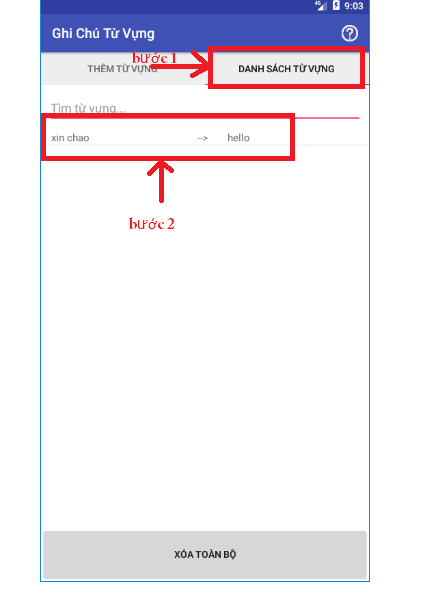 4G 9:03
Ghi Chú Từ Vựng
bước 1
THÊM TỪ VỰNG DANH SÁCH TỪ VỰNG
Tìm từ vựng...
xin chao --> hello
bước 2
XÓA TOÀN BỘ